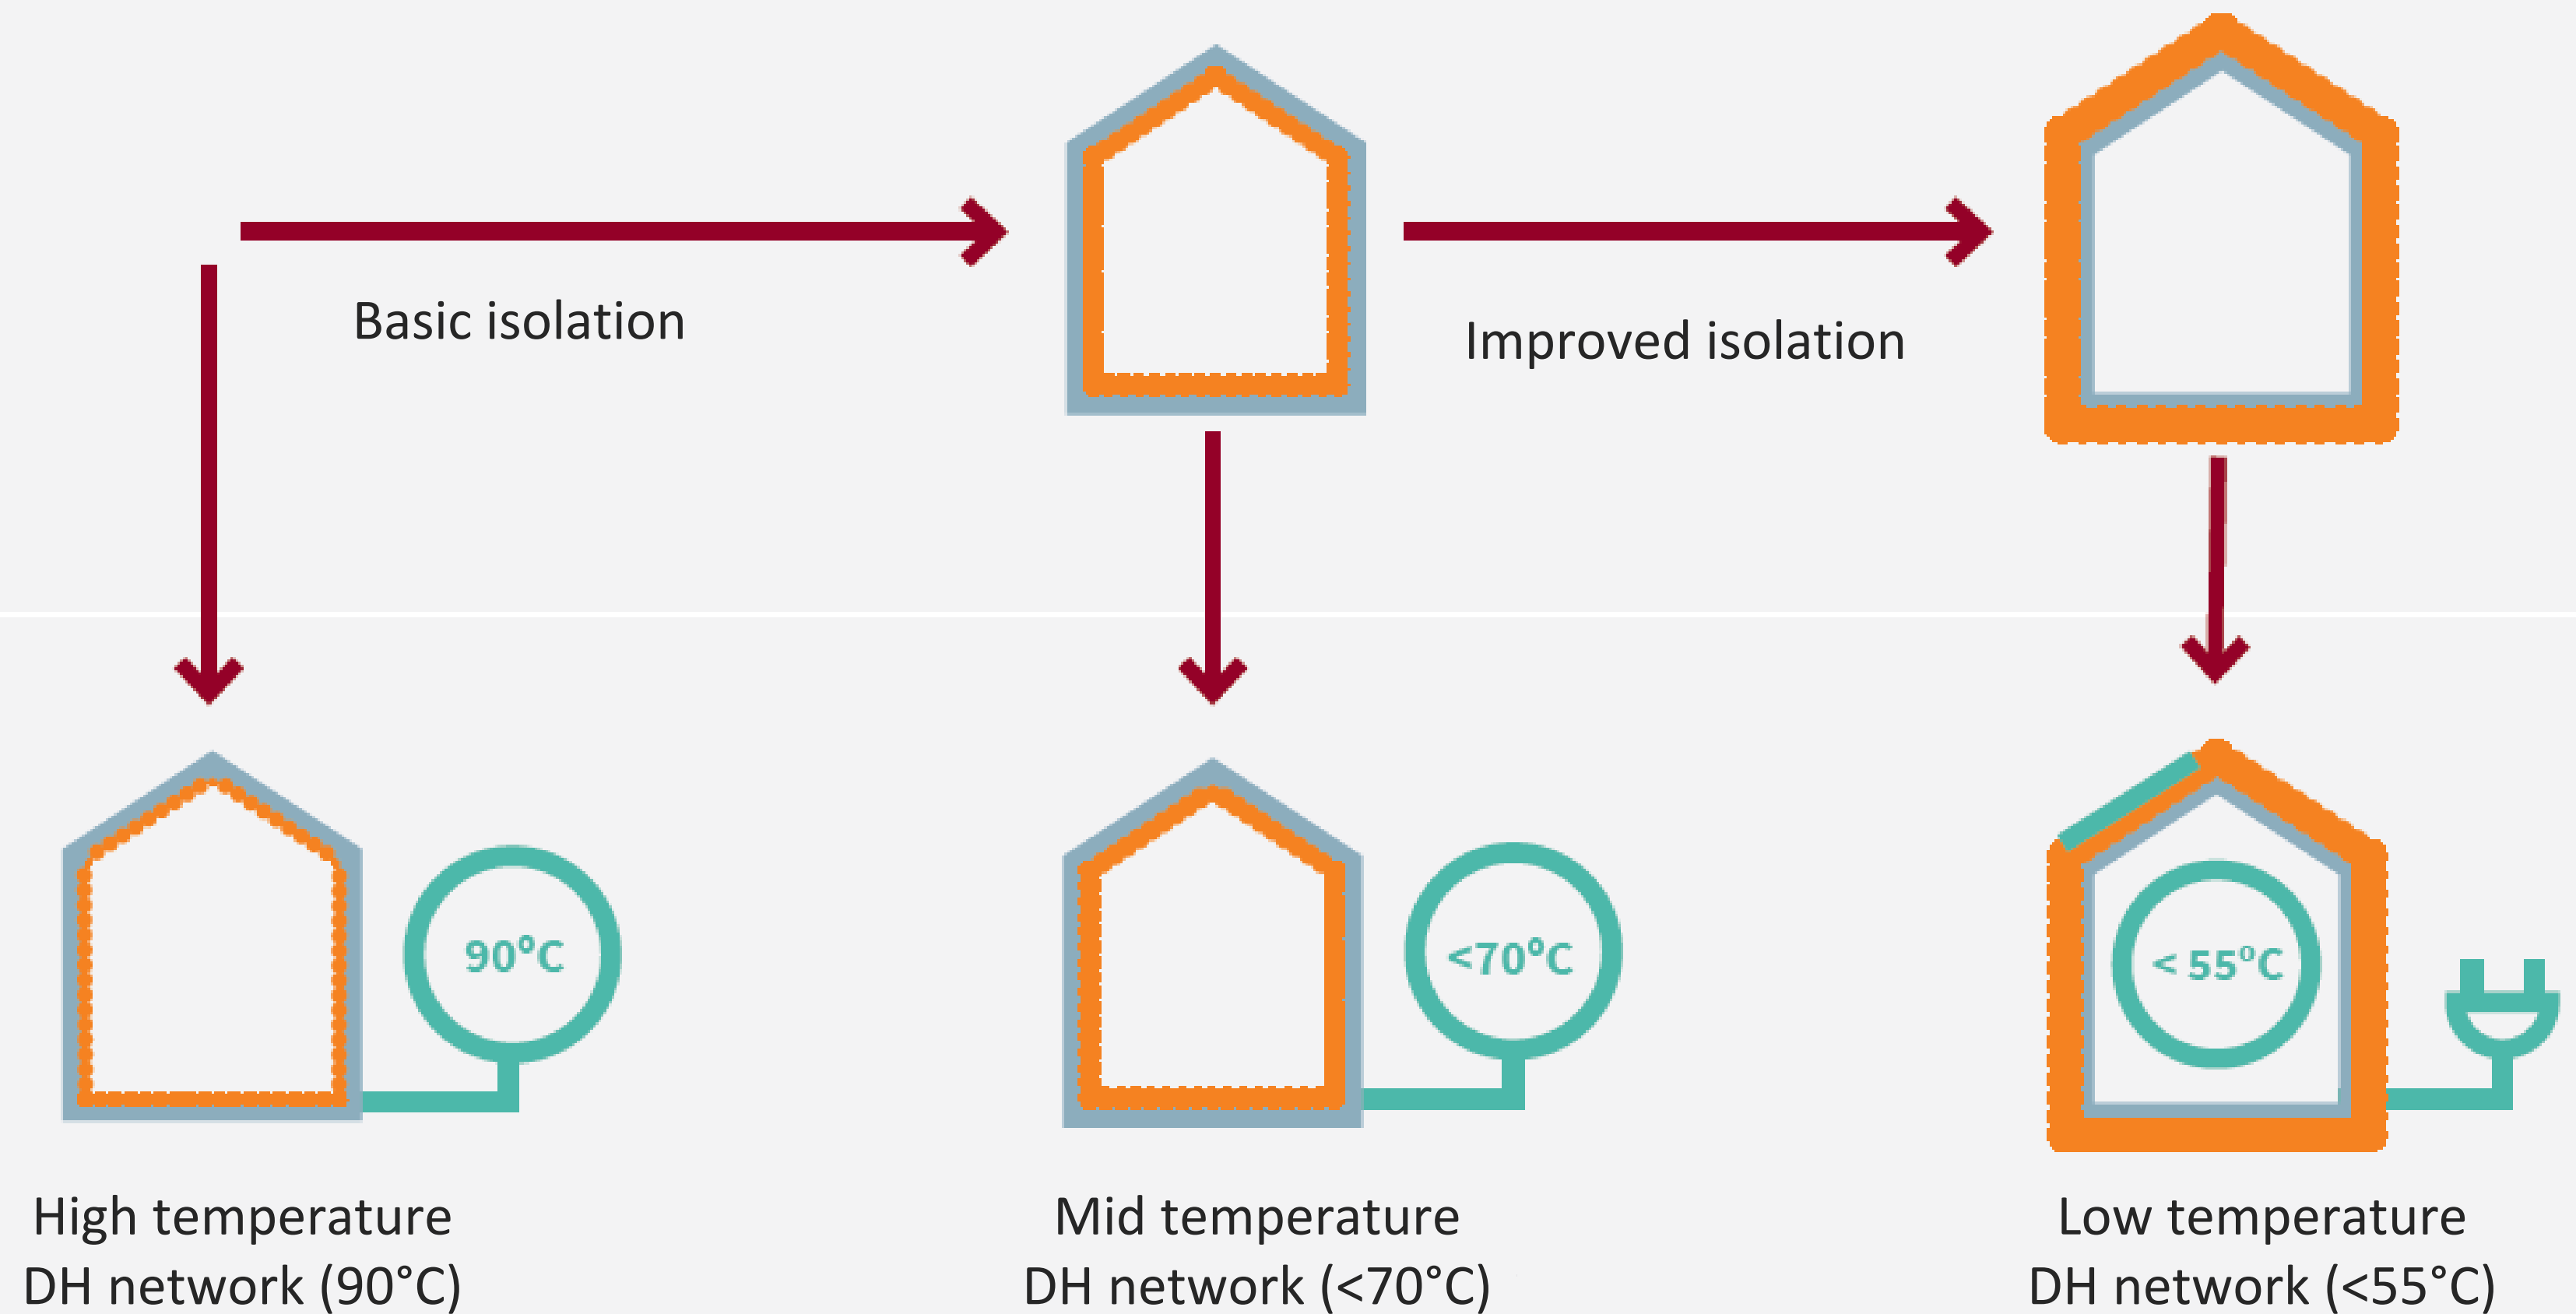 Basic isolation
Improved isolation
90°C
<70°C
< 55°C
High temperature
DH network (90°C)
Mid temperature
DH network (<70°C)
Low temperature
DH network (<55°C)